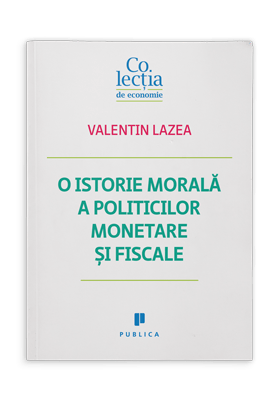 Co.
lecția
de economie
VALENTIN LAZEA
O ISTORIE MORALĂ
A POLITICILOR
MONETARE
ȘI FISCALE
P
PUBLICA